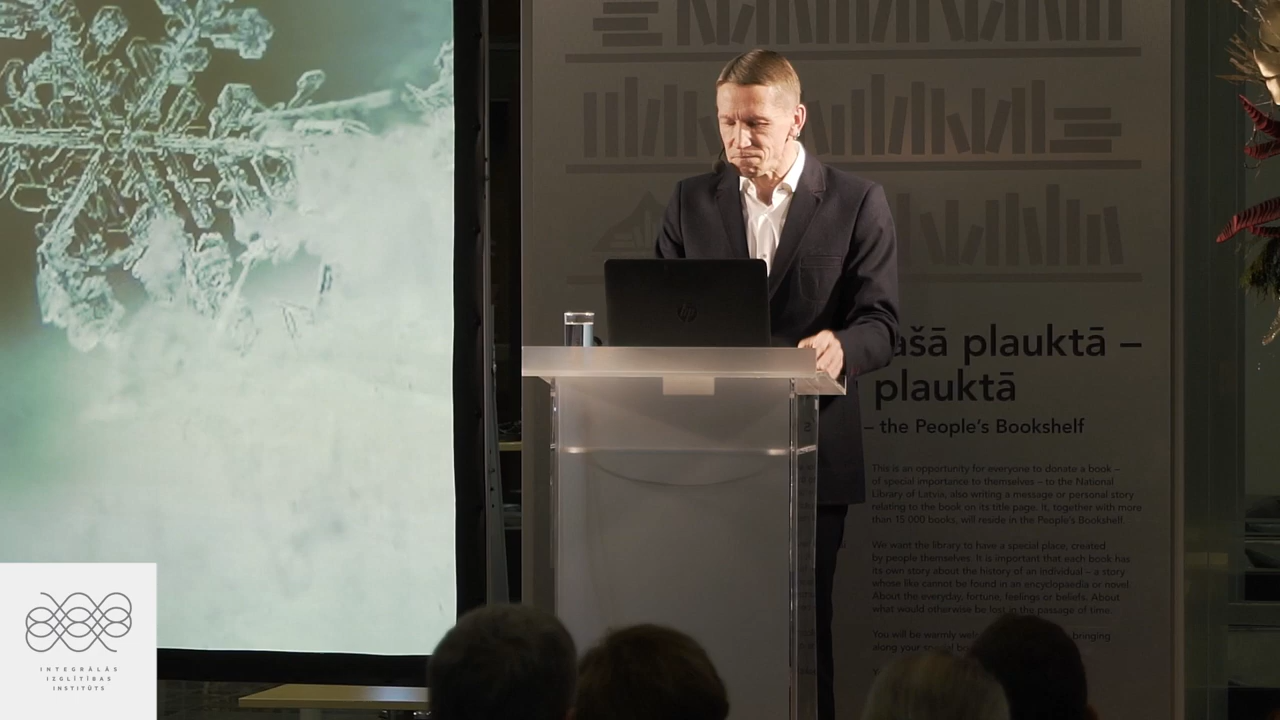 ašā plauktā –
plauktā
– the People's Bookshelf
This is an opportunity for everyone to donate a book –
of special importance to themselves – to the National
Library of Latvia, also writing a message or personal story
relating to the book on its title page. It, together with more
than 15 000 books, will reside in the People's Bookshelf.
We want the library to have a special place, created
by people themselves. It is important that each book has
its own story about the history of an individual – a story
whose like cannot be found in an encyclopaedia or novel.
About the everyday, fortune, feelings or beliefs. About
what would otherwise be lost in the passage of time.
You will be warmly bringing
along your
hp
INTEGRĀLĀS
IZGLĪTĪBAS
INSTITŪTS